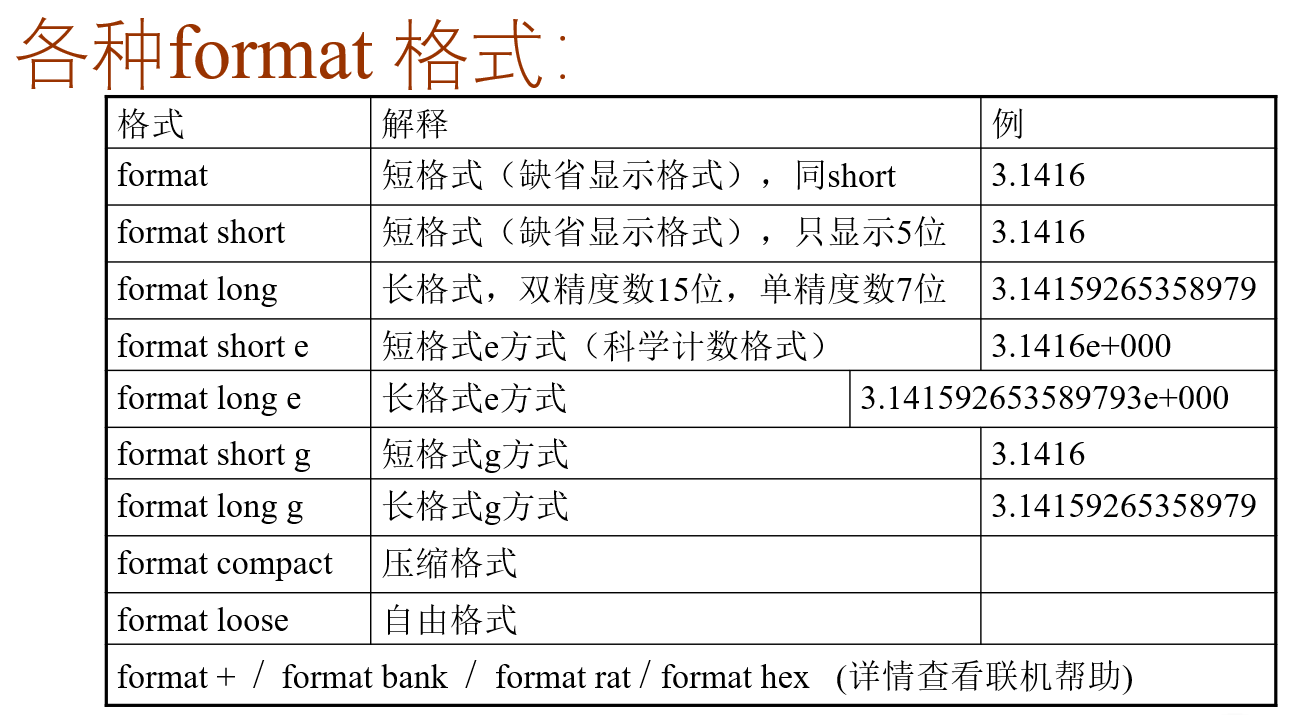 各种format 格式：
格式 解释 例
format 短格式（缺省显示格式），同short 3.1416
format short 短格式（缺省显示格式），只显示5位 3.1416
format long 长格式，双精度数15位，单精度数7位 3.14159265358979
format short e 短格式e方式（科学计数格式） 3.1416e+000
format long e 长格式e方式 3.141592653589793e+000
format short g 短格式g方式 3.1416
format long g 长格式g方式 3.14159265358979
format compact 压缩格式
format loose 自由格式
format + / format bank / format rat / format hex (详情查看联机帮助)